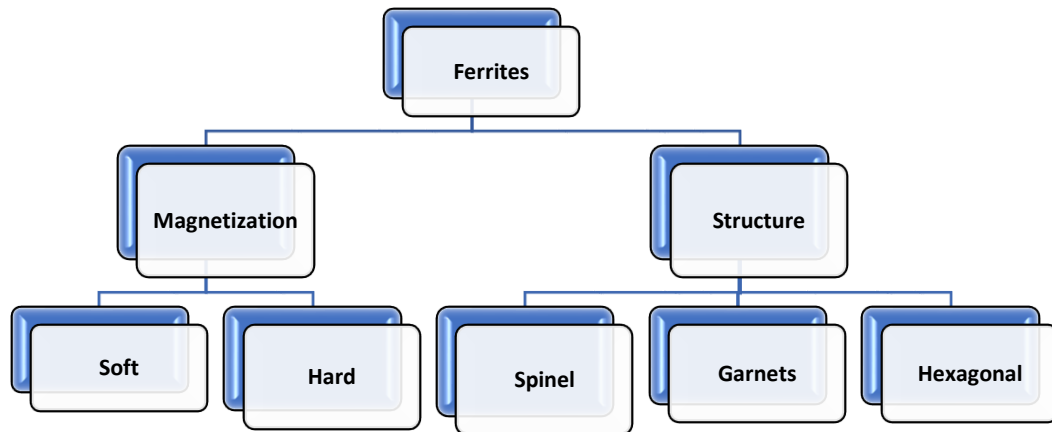 Ferrites
Magnetization
Structure
Soft
Hard
Spinel
Garnets
Hexagonal